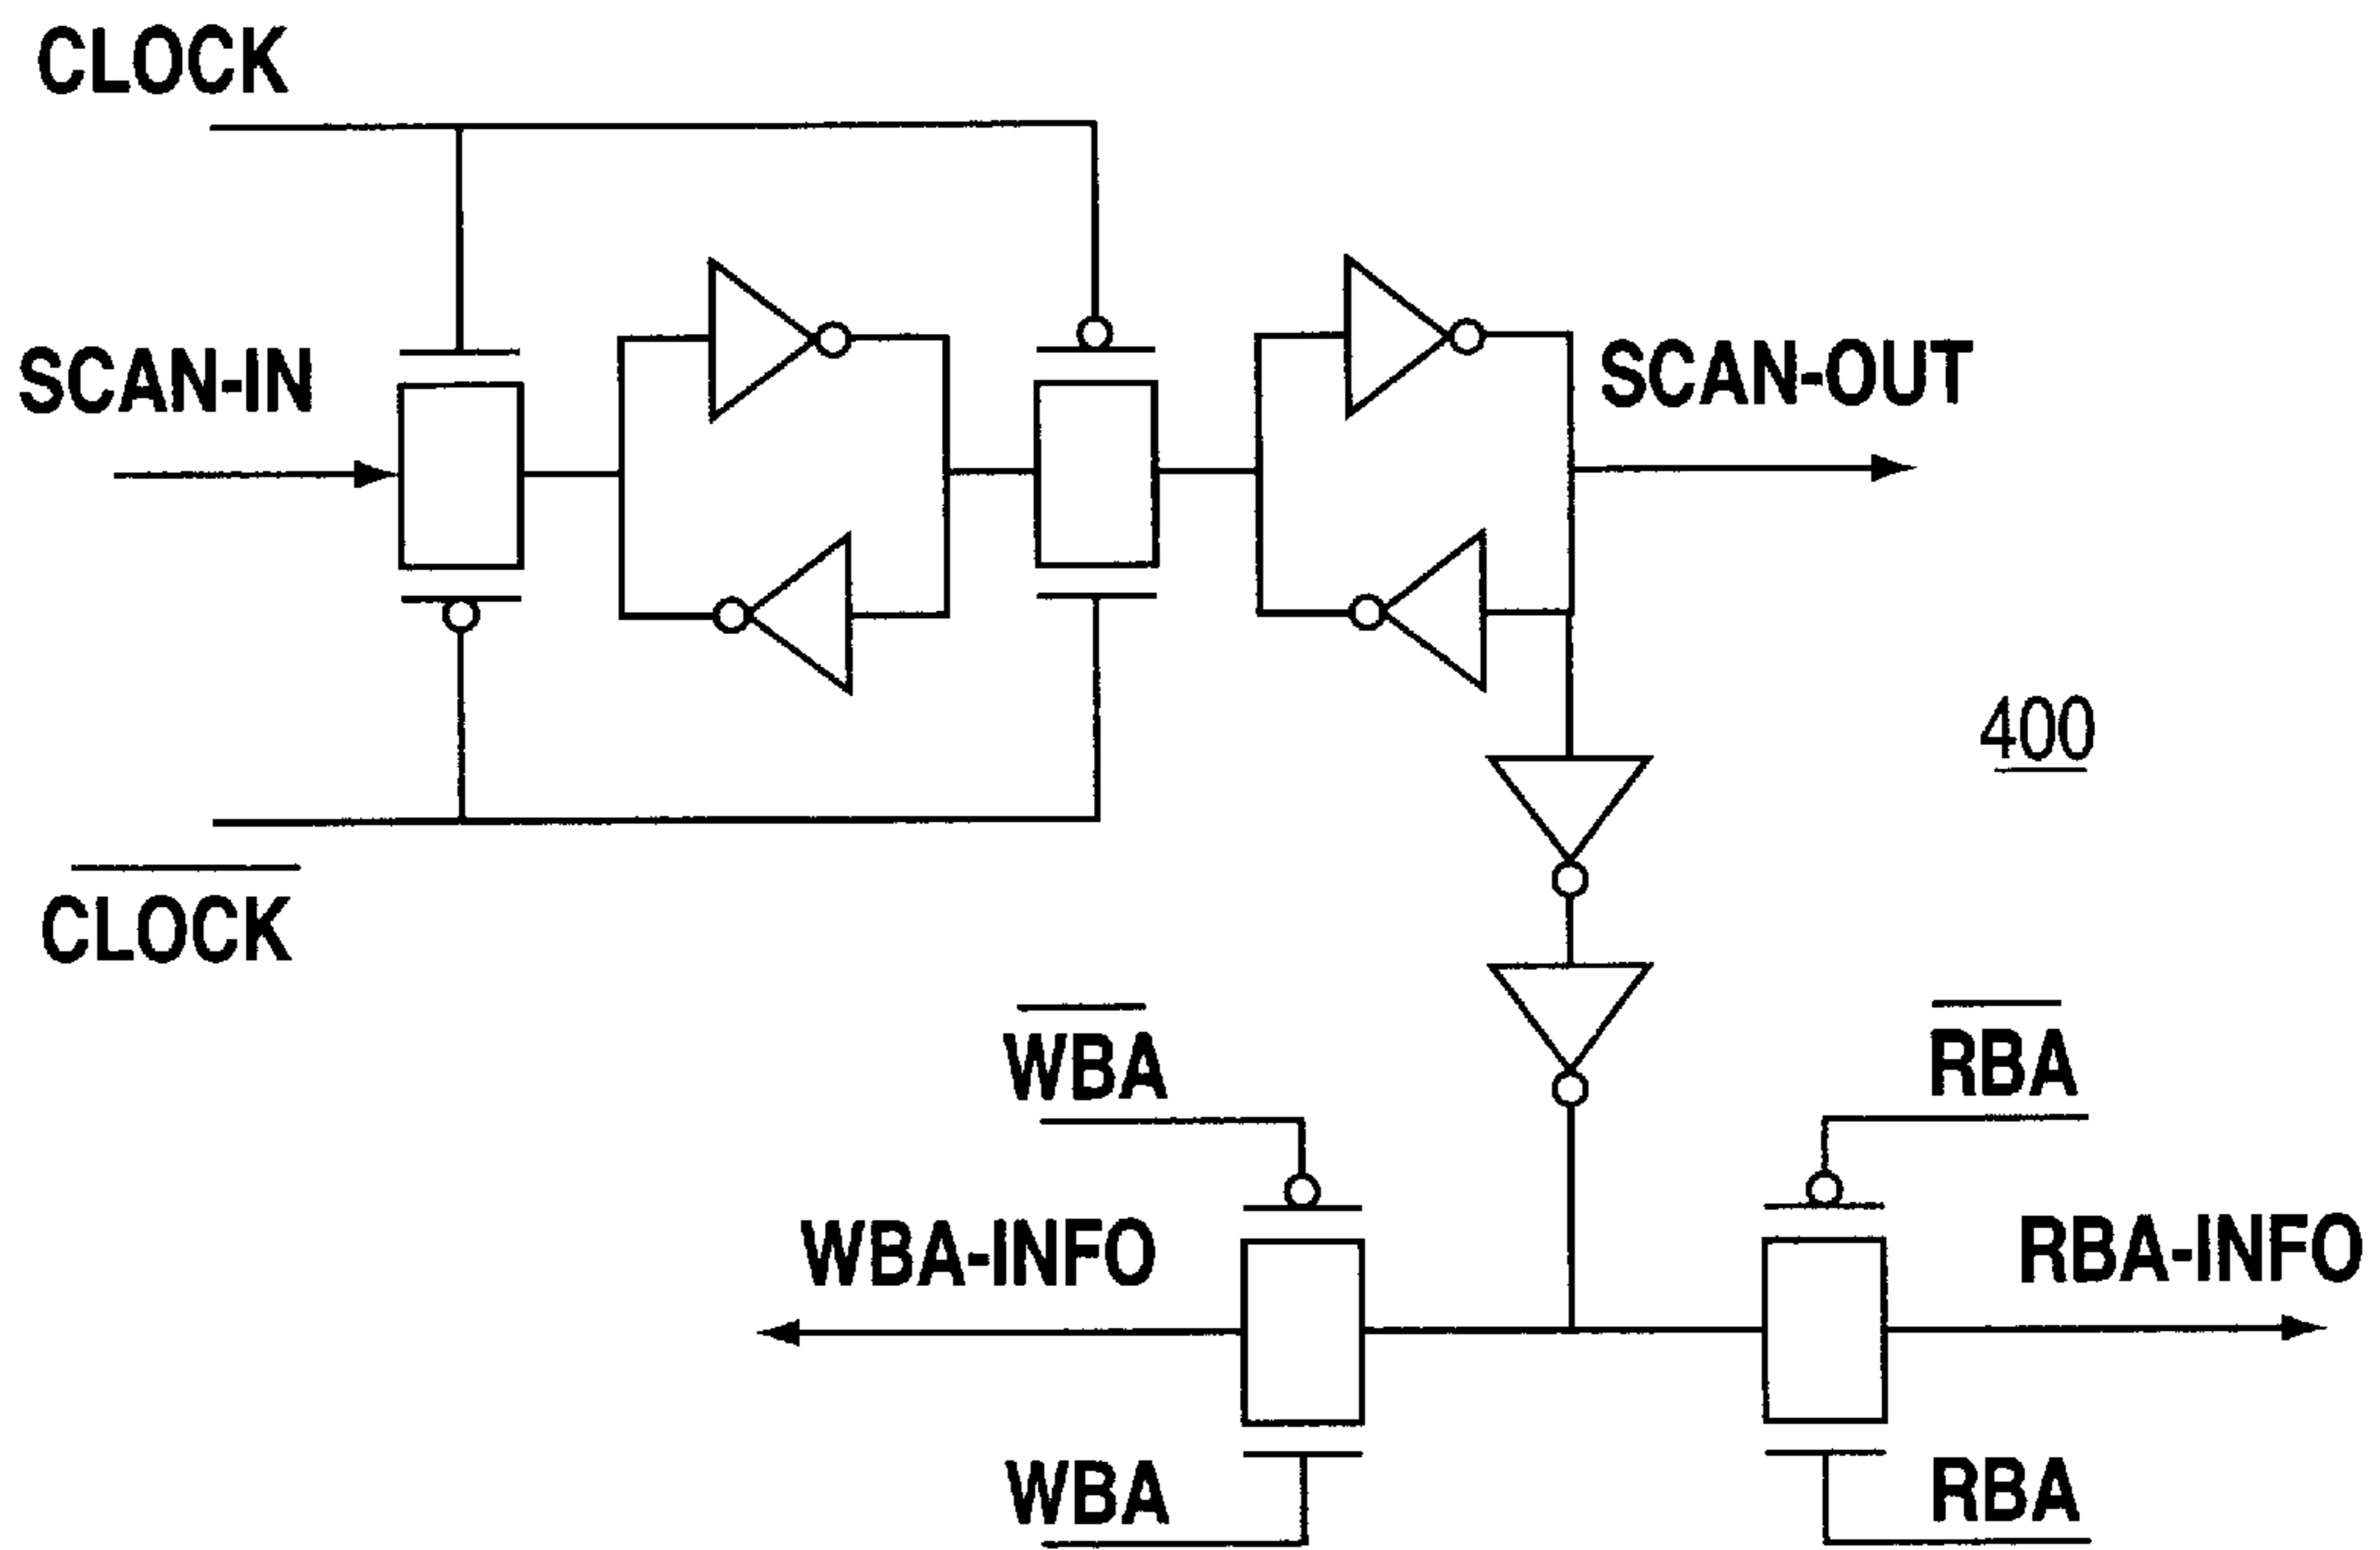 CLOCK
SCAN-IN
SCAN-OUT
400
CLOCK
WBA
RBA
WBA-INFO
RBA-INFO
WBA
RBA